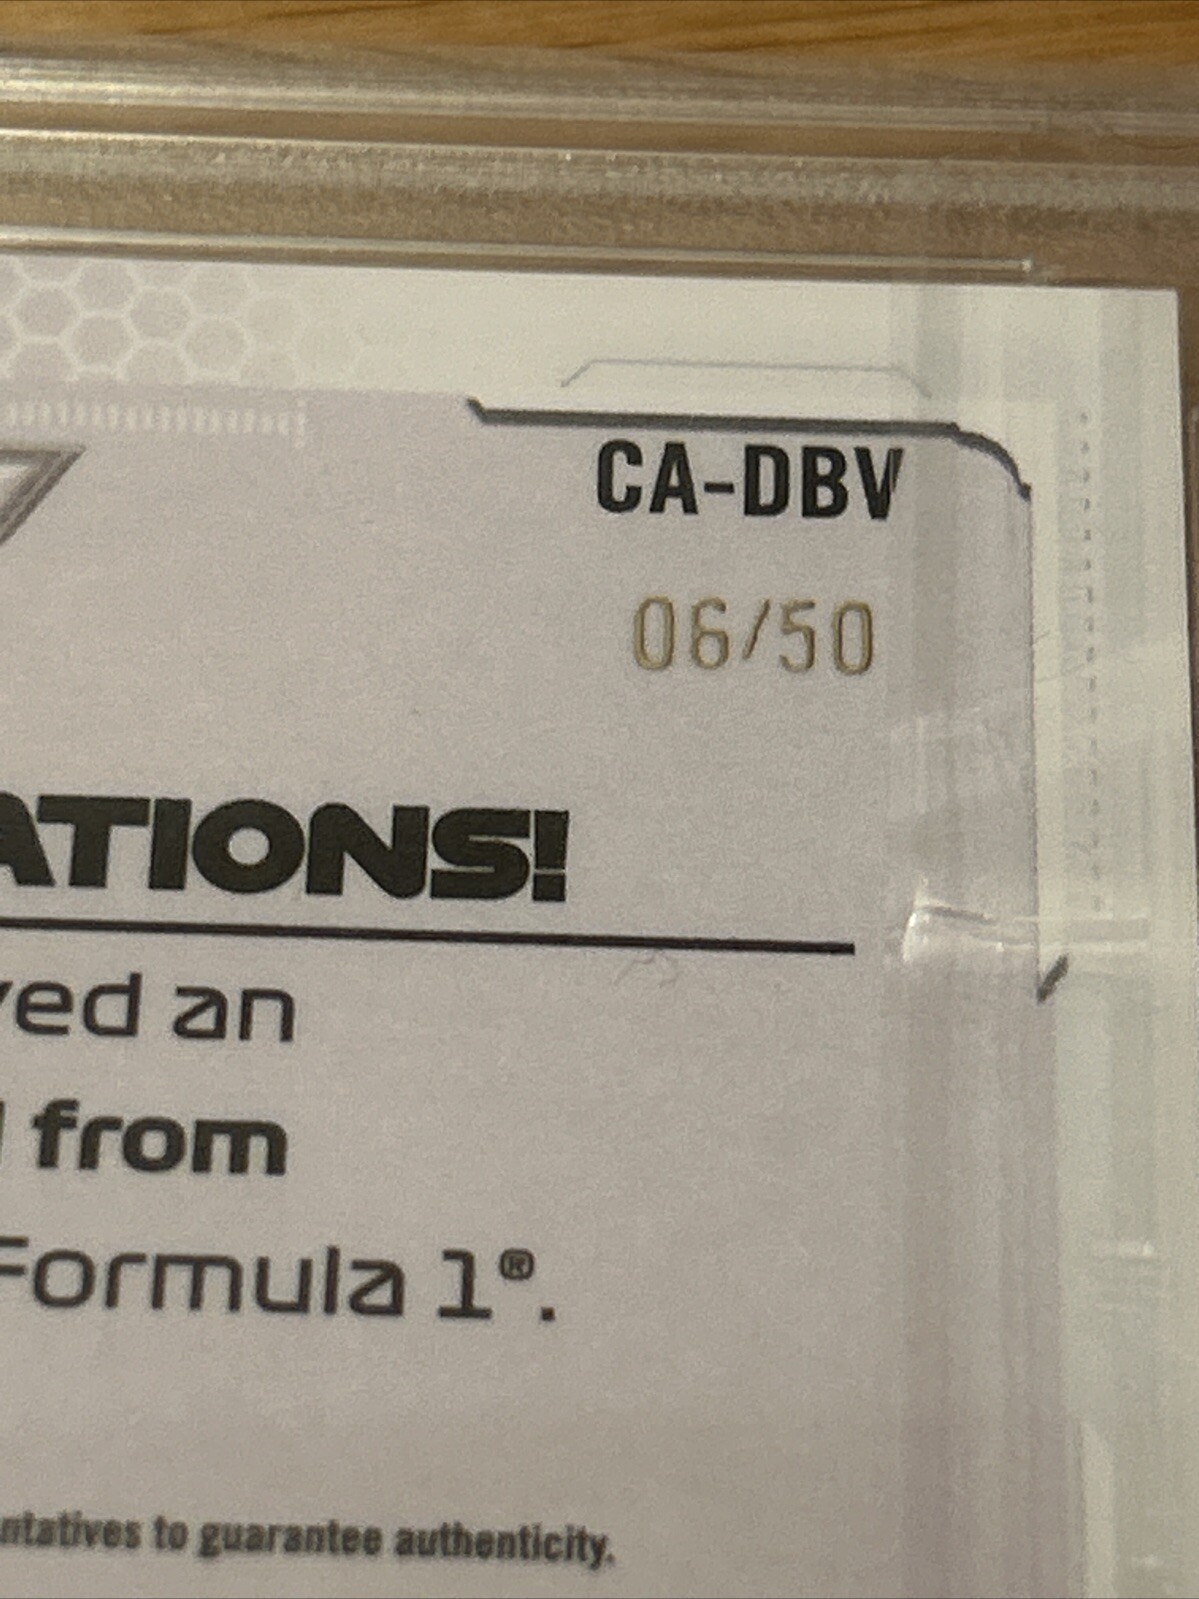 CA-DBV
06/50
ATIONS!
ved an
from
Formula 1®.
ntatives to guarantee authenticity.